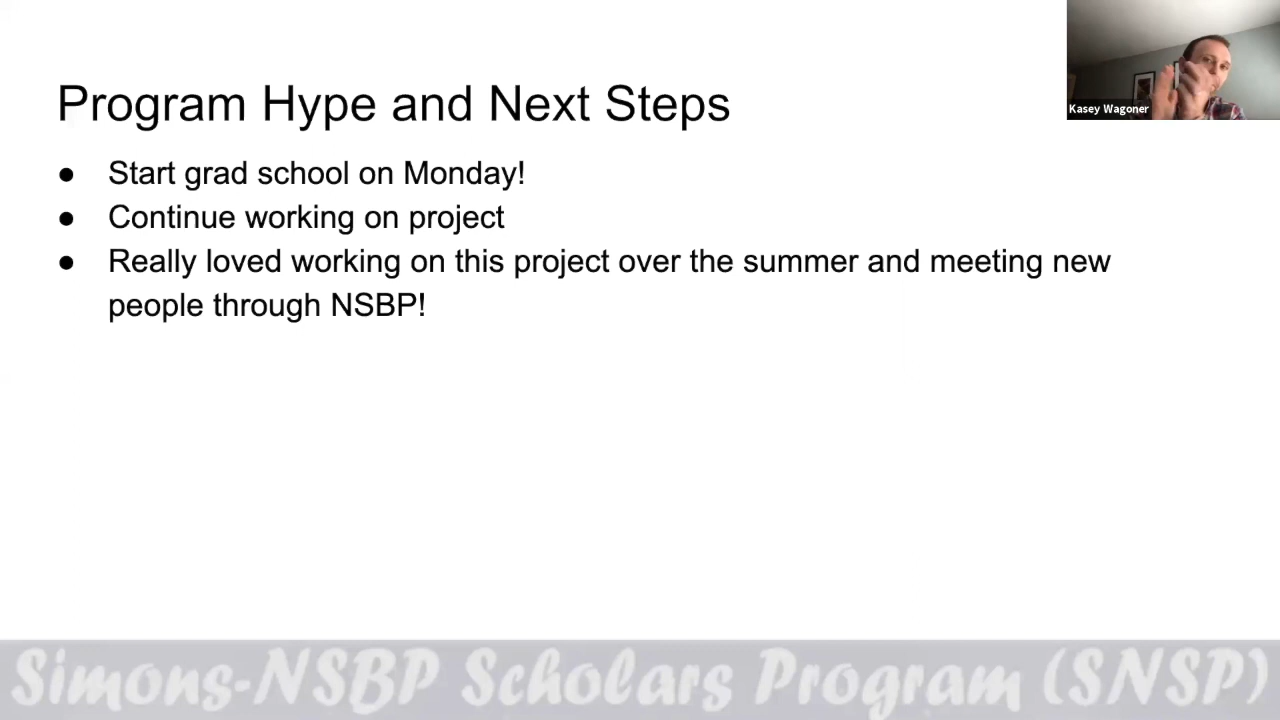 Kasey Wagoner
Program Hype and Next Steps
● Start grad school on Monday!
● Continue working on project
● Really loved working on this project over the summer and meeting new
people through NSBP!
Simons-NSBP Scholars Program (SNSP)